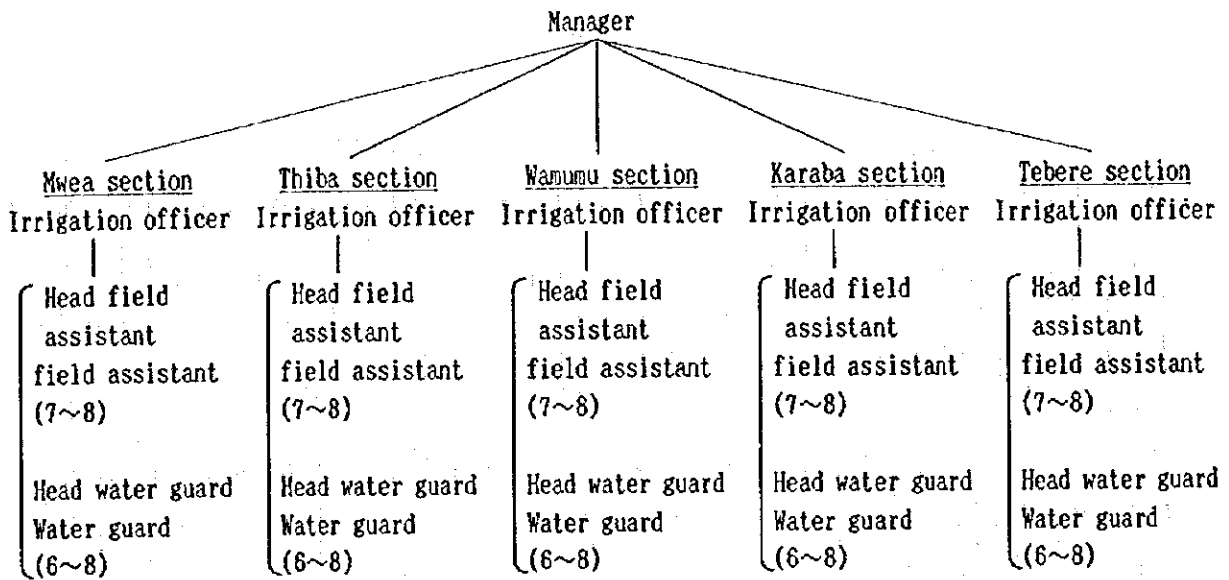 Manager
Mwea section Thiba section Wamumu section Karaba section Tebere section
Irrigation officer Irrigation officer Irrigation officer Irrigation officer Irrigation officer
Head field Head field Head field Head field Head field
assistant assistant assistant assistant assistant
field assistant field assistant field assistant field assistant field assistant
(7~8) (7~8) (7~8) (7~8) (7~8)
Head water guard Head water guard Head water guard Head water guard Head water guard
Water guard Water guard Water guard Water guard Water guard
(6~8) (6~8) (6~8) (6~8) (6~8)